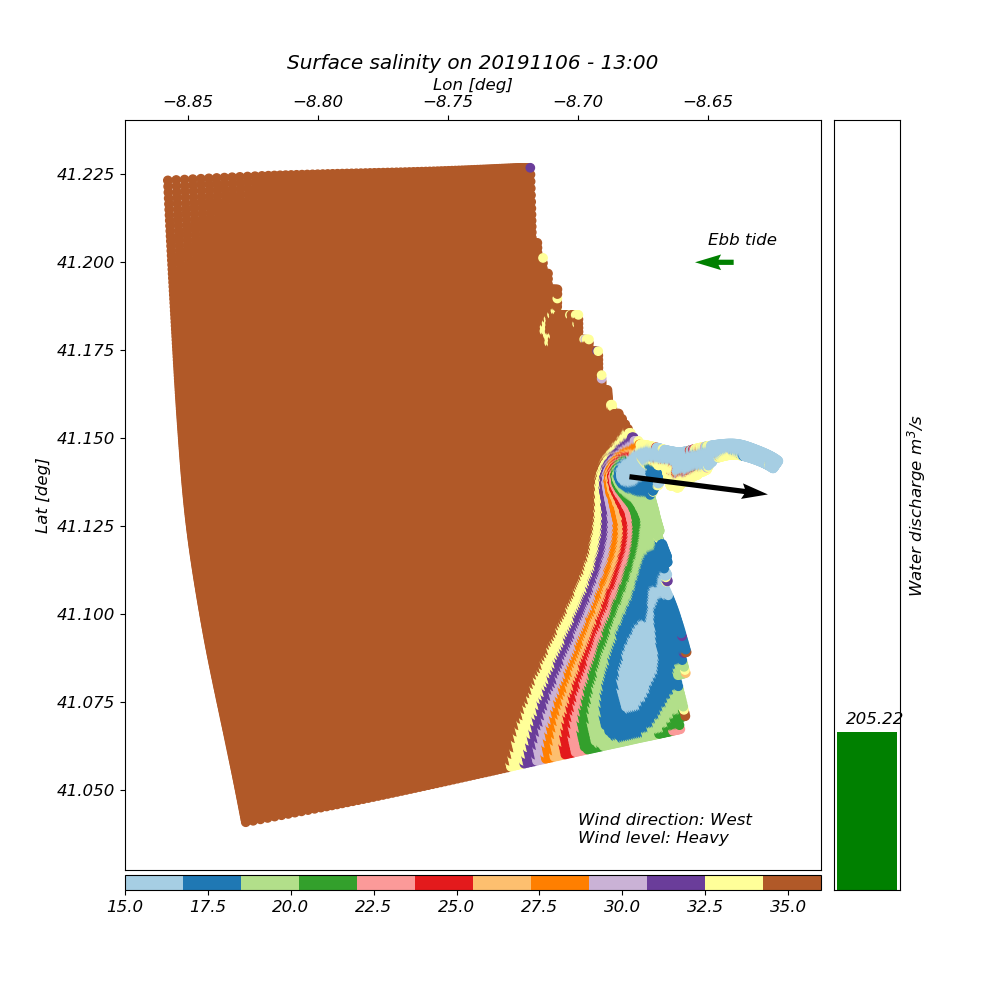 Surface salinity on 20191106 - 13:00
Lon [deg]
−8.85 −8.80 −8.75 −8.70 −8.65
41.225
41.200
41.175
41.150
41.125
41.100
41.075
41.050
Lat [deg]
Ebb tide
Wind direction: West
Wind level: Heavy
205.22
Water discharge m³/s
15.0 17.5 20.0 22.5 25.0 27.5 30.0 32.5 35.0